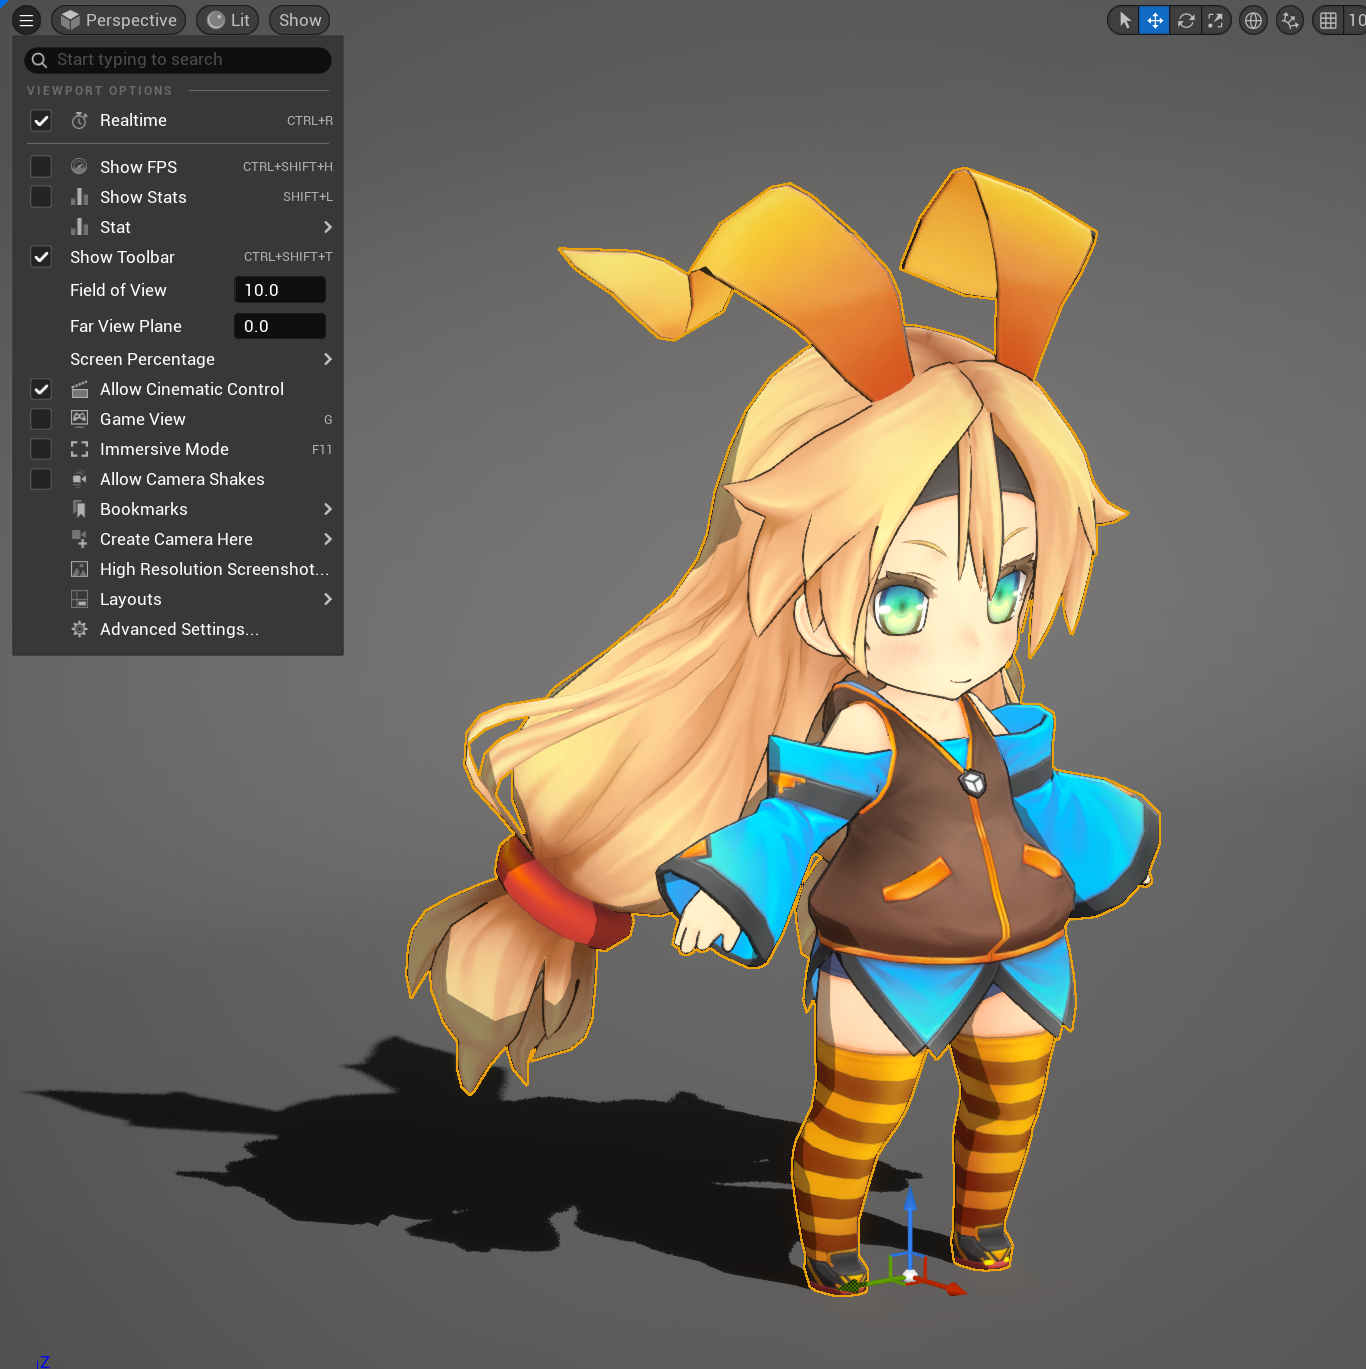 Perspective
Lit
Show
10
Start typing to search
VIEWPORT OPTIONS
Realtime CTRL+R
Show FPS CTRL+SHIFT+H
Show Stats SHIFT+L
Stat
Show Toolbar CTRL+SHIFT+T
Field of View 10.0
Far View Plane 0.0
Screen Percentage
Allow Cinematic Control
Game View G
Immersive Mode F11
Allow Camera Shakes
Bookmarks
Create Camera Here
High Resolution Screenshot...
Layouts
Advanced Settings...
Z